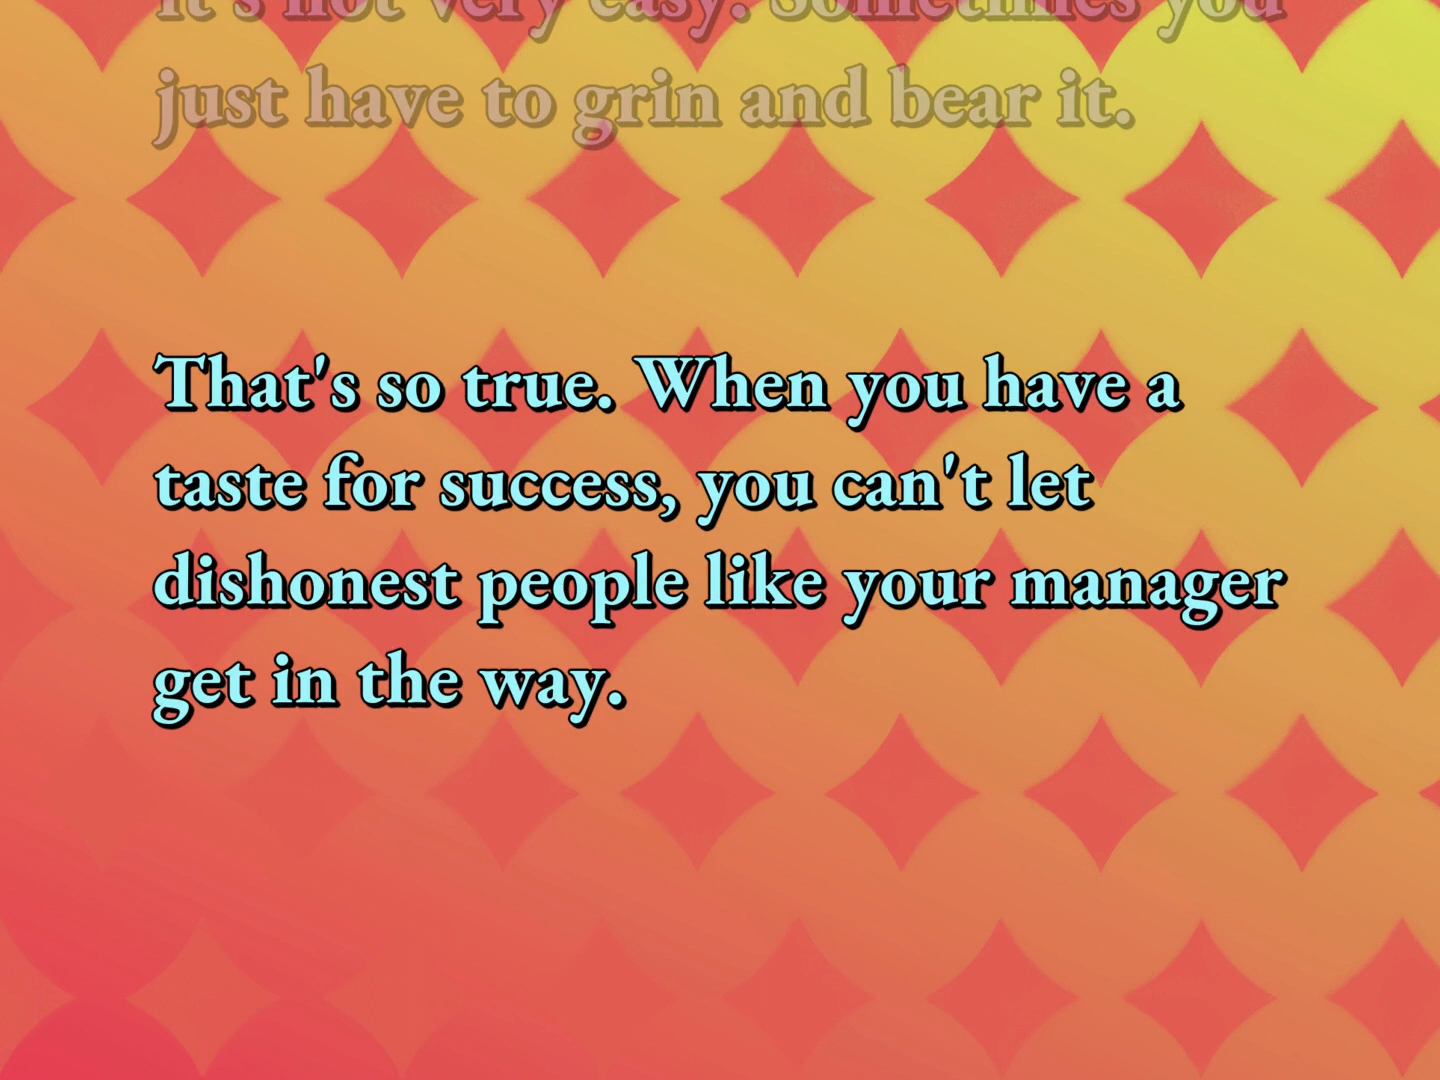 it's not very easy. Sometimes you
just have to grin and bear it.
That's so true. When you have a
taste for success, you can't let
dishonest people like your manager
get in the way.